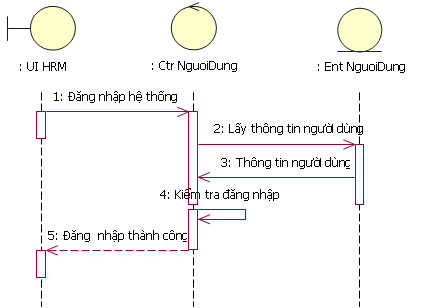 : UI HRM
: Ctr NguoiDung
: Ent NguoiDung
1: Đăng nhập hệ thống
2: Lấy thông tin người dùng
3: Thông tin người dùng
4: Kiểm tra đăng nhập
5: Đăng nhập thành công